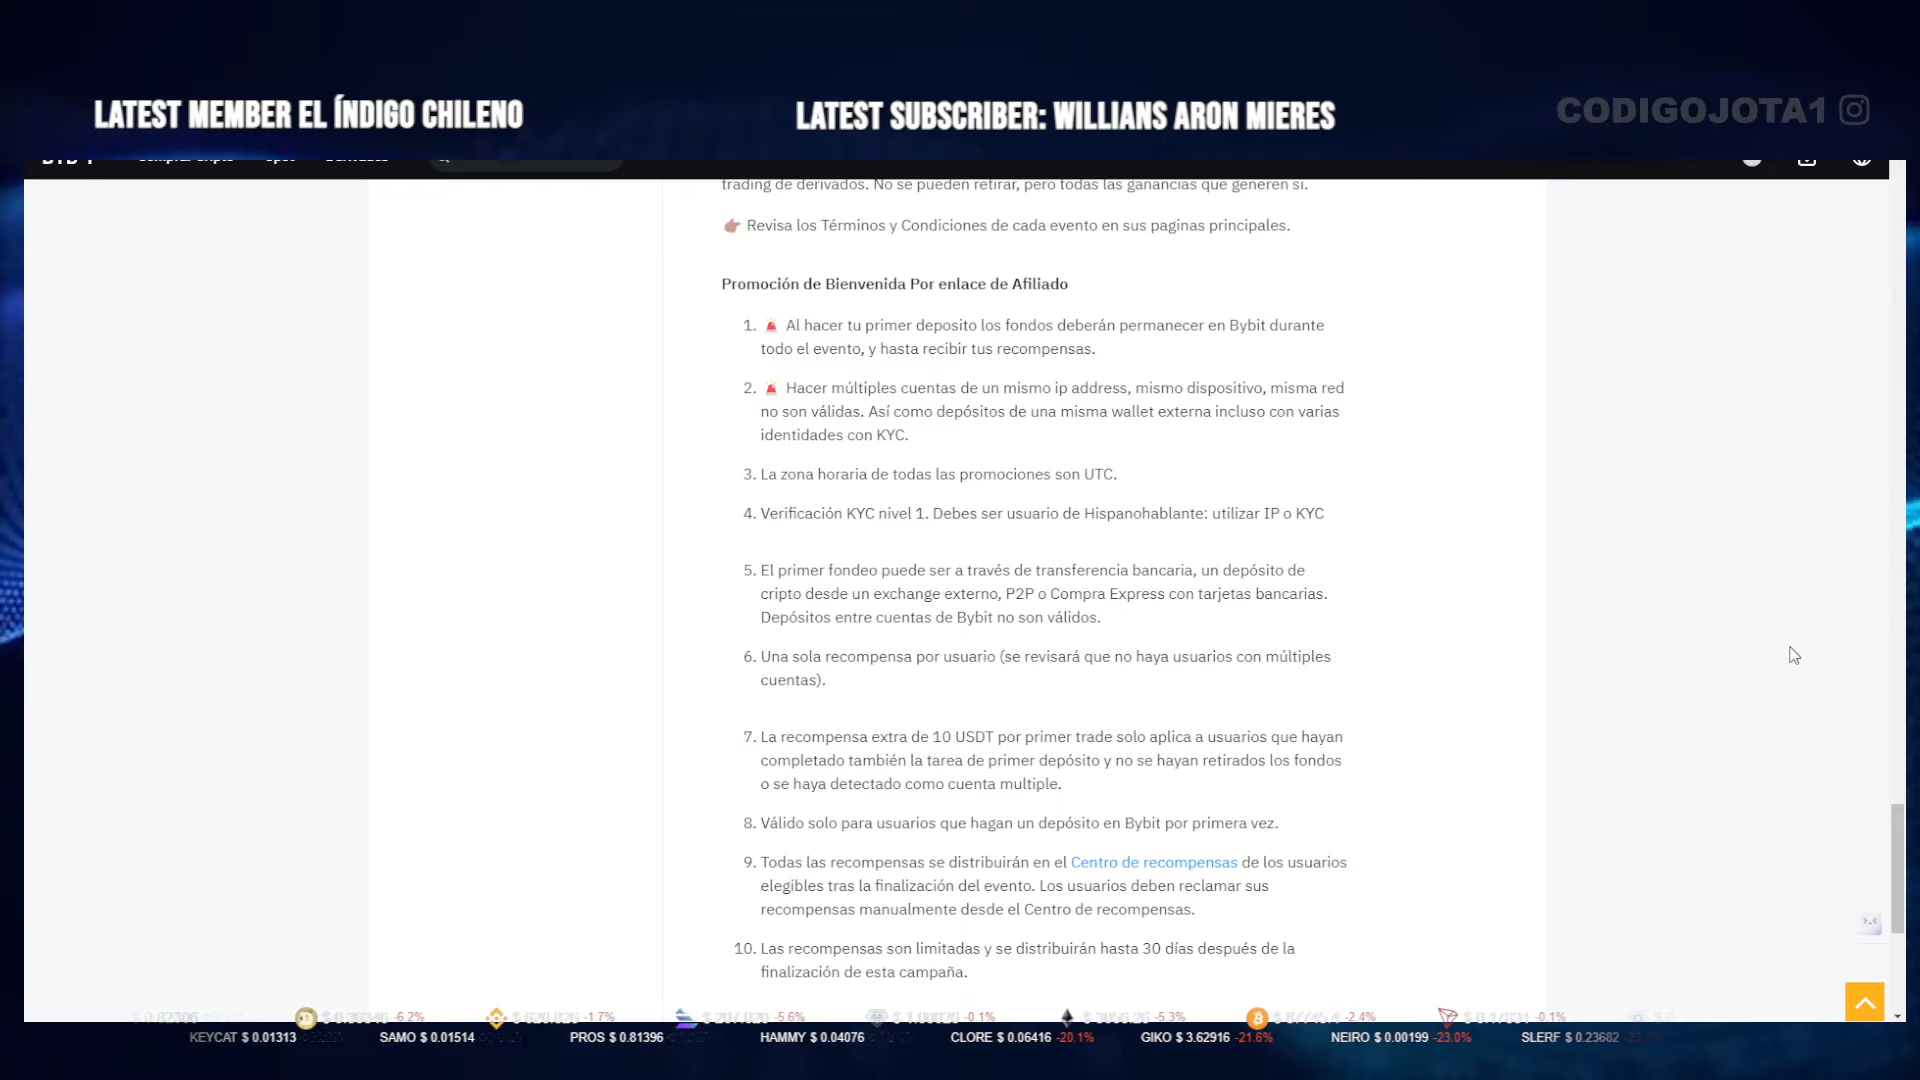 LATEST MEMBER EL ÍNDIGO CHILENO
LATEST SUBSCRIBER: WILLIANS ARON MIERES
CODIGOJOTA1
trading de derivados. No se pueden retirar, pero todas las ganancias que generen si.
👉 Revisa los Términos y Condiciones de cada evento en sus paginas principales.
Promoción de Bienvenida Por enlace de Afiliado
1. 🚨 Al hacer tu primer deposito los fondos deberán permanecer en Bybit durante
todo el evento, y hasta recibir tus recompensas.
2. 🚨 Hacer múltiples cuentas de un mismo ip address, mismo dispositivo, misma red
no son válidas. Así como depósitos de una misma wallet externa incluso con varias
identidades con KYC.
3. La zona horaria de todas las promociones son UTC.
4. Verificación KYC nivel 1. Debes ser usuario de Hispanohablante: utilizar IP o KYC
5. El primer fondeo puede ser a través de transferencia bancaria, un depósito de
cripto desde un exchange externo, P2P o Compra Express con tarjetas bancarias.
Depósitos entre cuentas de Bybit no son válidos.
6. Una sola recompensa por usuario (se revisará que no haya usuarios con múltiples
cuentas).
7. La recompensa extra de 10 USDT por primer trade solo aplica a usuarios que hayan
completado también la tarea de primer depósito y no se hayan retirados los fondos
o se haya detectado como cuenta multiple.
8. Válido solo para usuarios que hagan un depósito en Bybit por primera vez.
9. Todas las recompensas se distribuirán en el Centro de recompensas de los usuarios
elegibles tras la finalización del evento. Los usuarios deben reclamar sus
recompensas manualmente desde el Centro de recompensas.
10. Las recompensas son limitadas y se distribuirán hasta 30 días después de la
finalización de esta campaña.
-6.2% -1.7% -5.6% -0.1% -5.3% -2.4% -0.1%
KEYCAT $ 0.01313 SAMO $ 0.01514 PROS $ 0.81396 HAMMY $ 0.04076 CLORE $ 0.06416 -20.1% GIKO $ 3.62916 -21.6% NEIRO $ 0.00199 -23.0% SLERF $ 0.23682